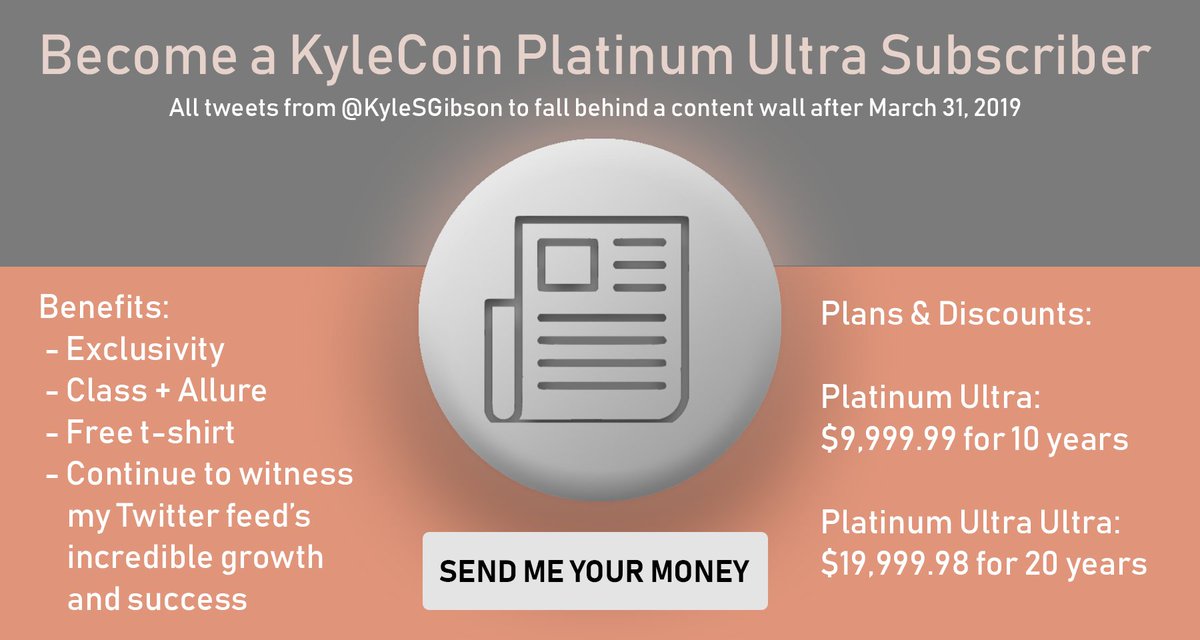 Become a KyleCoin Platinum Ultra Subscriber
All tweets from @KyleSGibson to fall behind a content wall after March 31, 2019
Benefits:
- Exclusivity
- Class + Allure
- Free t-shirt
- Continue to witness
my Twitter feed's
incredible growth
and success
SEND ME YOUR MONEY
Plans & Discounts:
Platinum Ultra:
$9,999.99 for 10 years
Platinum Ultra Ultra:
$19,999.98 for 20 years